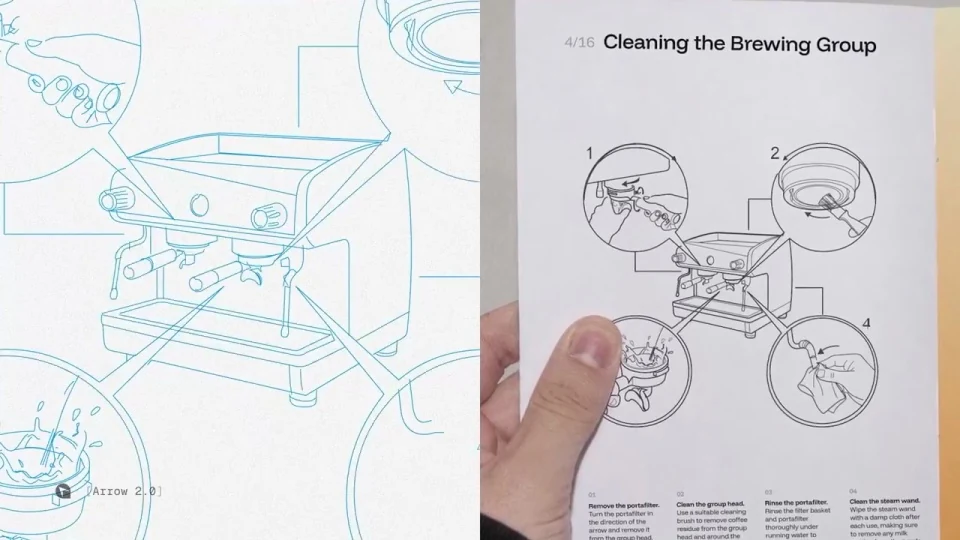 [Arrow 2.0]
4/16 Cleaning the Brewing Group
1
2
4
01
Remove the portafilter.
Turn the portafilter in
the direction of the
arrow and remove it
from the group head.
02
Clean the group head.
Use a suitable cleaning
brush to remove coffee
residue from the group
head and around the
03
Rinse the portafilter.
Rinse the filter basket
and portafilter
thoroughly under
running water to
04
Clean the steam wand.
Wipe the steam wand
with a damp cloth after
each use, making sure
to remove any milk